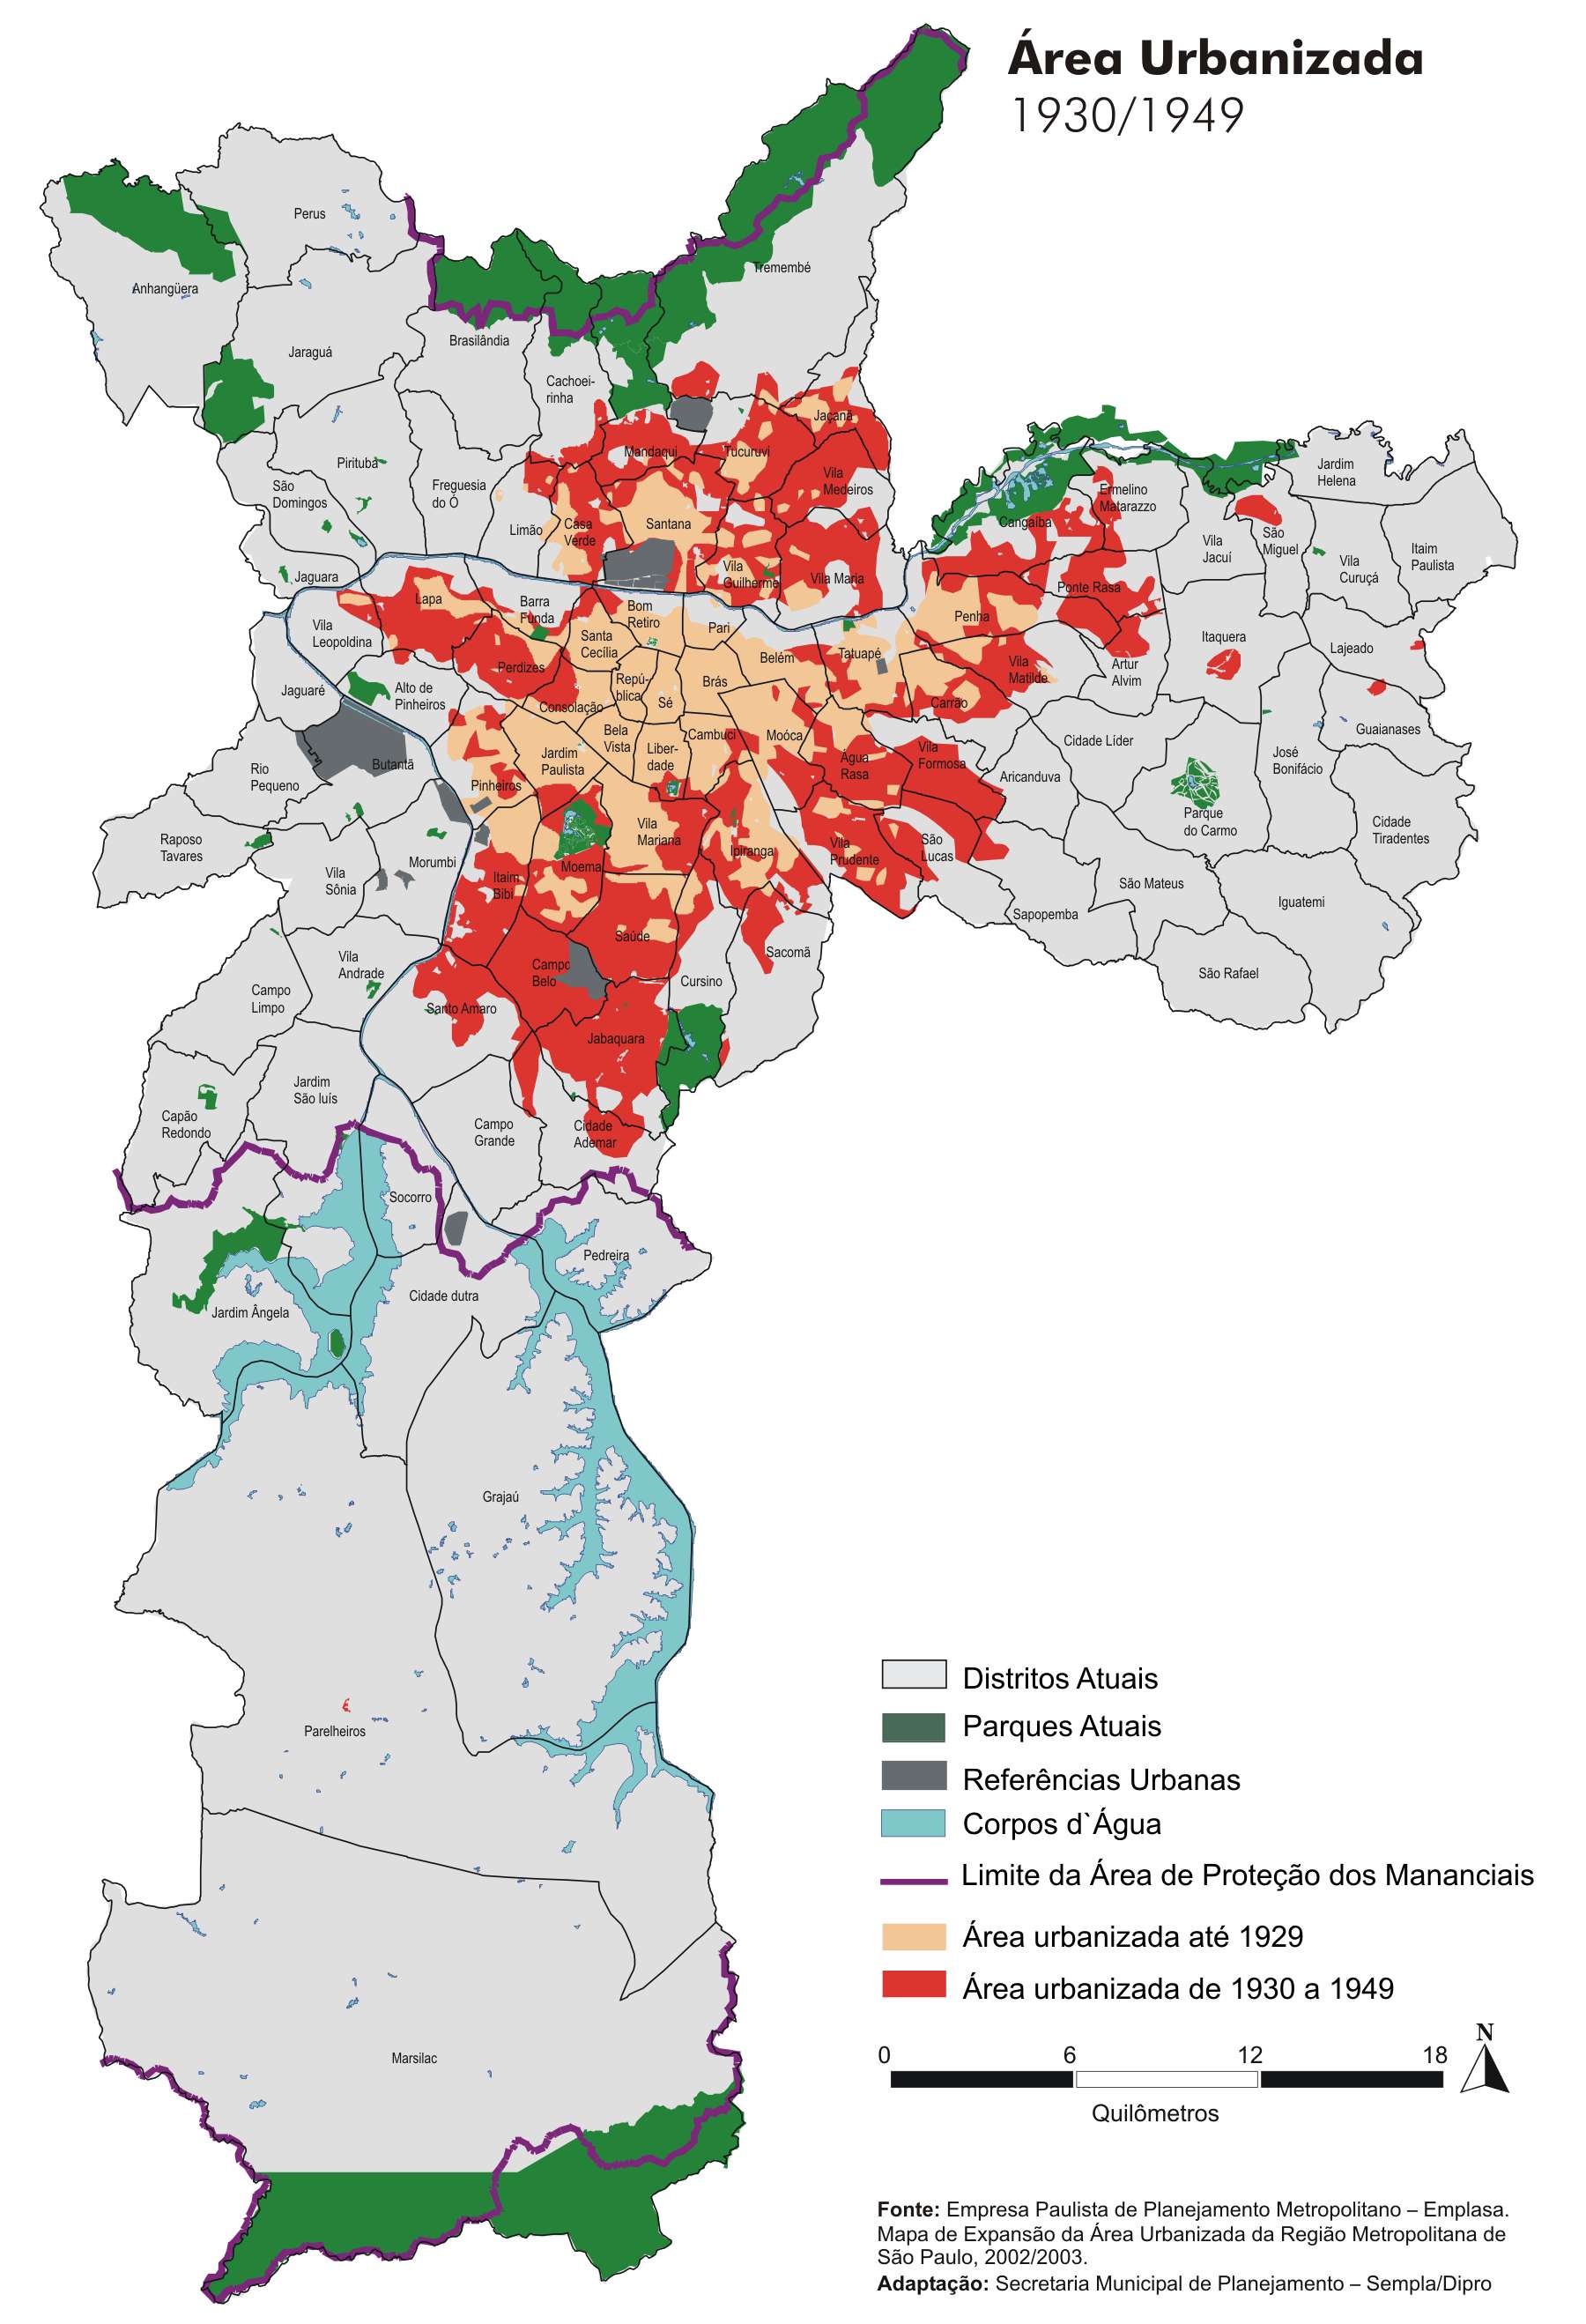 Área Urbanizada
1930/1949
Perus
Anhangüera
Tremembé
Brasilândia
Jaraguá
Cachoei-
rinha
Jaçanã
Mandaqui
Tucuruvi
Pirituba
Vila
Medeiros
Jardim
Helena
São
Domingos
Freguesia
do Ó
Ermelino
Matarazzo
Limão
Casa
Verde
Santana
Cangaíba
São
Miguel
Vila
Jacuí
Itaim
Paulista
Vila
Curuçá
Jaguara
Vila
Guilherme
Vila Maria
Ponte Rasa
Lapa
Barra
Funda
Bom
Retiro
Penha
Vila
Leopoldina
Santa
Cecília
Pari
Itaquera
Lajeado
Tatuapé
Belém
Perdizes
Vila
Matilde
Artur
Alvim
Jaguaré
Alto de
Pinheiros
Repú-
blica
Brás
Sé
Consolação
Carrão
Bela
Vista
Cambuci
Moóca
Guaianases
Cidade Líder
Jardim
Paulista
Liber-
dade
Água
Rasa
Vila
Formosa
José
Bonifácio
Rio
Pequeno
Butantã
Pinheiros
Aricanduva
Parque
do Carmo
Cidade
Tiradentes
Raposo
Tavares
Vila
Mariana
Vila
Prudente
São
Lucas
Ipiranga
Morumbi
Moema
Vila
Sônia
Itaim
Bibi
São Mateus
Iguatemi
Sapopemba
Saúde
Sacomã
Vila
Andrade
Campo
Belo
São Rafael
Cursino
Campo
Limpo
Santo Amaro
Jabaquara
Jardim
São luís
Capão
Redondo
Campo
Grande
Cidade
Ademar
Socorro
Pedreira
Cidade dutra
Jardim Ângela
Grajaú
Parelheiros
Marsilac
Distritos Atuais
Parques Atuais
Referências Urbanas
Corpos d`Água
Limite da Área de Proteção dos Mananciais
Área urbanizada até 1929
Área urbanizada de 1930 a 1949
N
0 6 12 18
Quilômetros
Fonte: Empresa Paulista de Planejamento Metropolitano – Emplasa.
Mapa de Expansão da Área Urbanizada da Região Metropolitana de
São Paulo, 2002/2003.
Adaptação: Secretaria Municipal de Planejamento – Sempla/Dipro